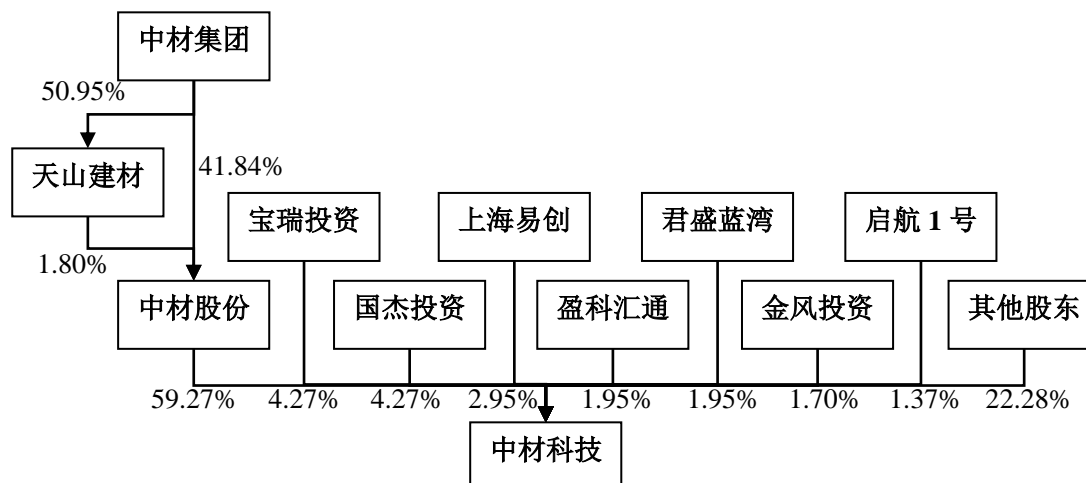 中材集团
50.95%
天山建材
41.84%
1.80%
宝瑞投资
上海易创
君盛蓝湾
启航 1 号
中材股份
国杰投资
盈科汇通
金风投资
其他股东
59.27%
4.27%
4.27%
2.95%
1.95%
1.95%
1.70%
1.37%
22.28%
中材科技